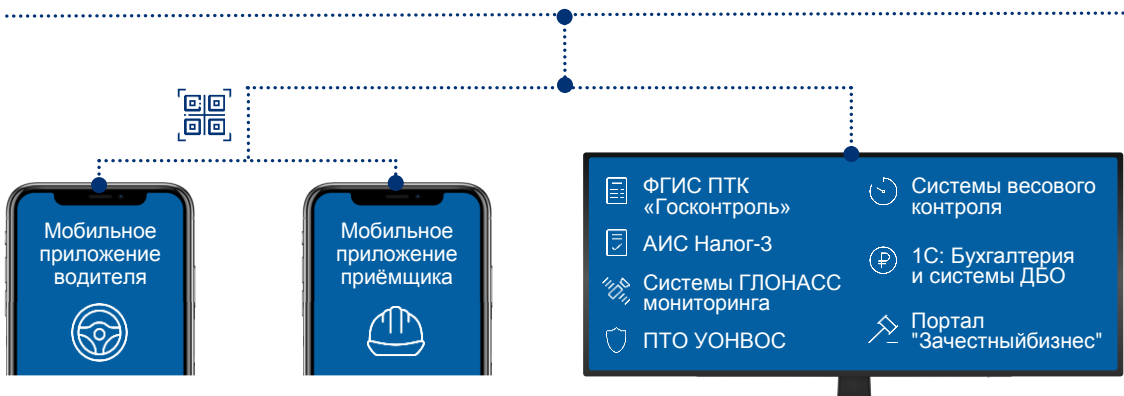 Мобильное
приложение
водителя
Мобильное
приложение
приёмщика
ФГИС ПТК
«Госконтроль»
АИС Налог-3
Системы ГЛОНАСС
мониторинга
ПТО УОНВОС
Системы весового
контроля
1С: Бухгалтерия
и системы ДБО
Портал
"Зачестныйбизнес"